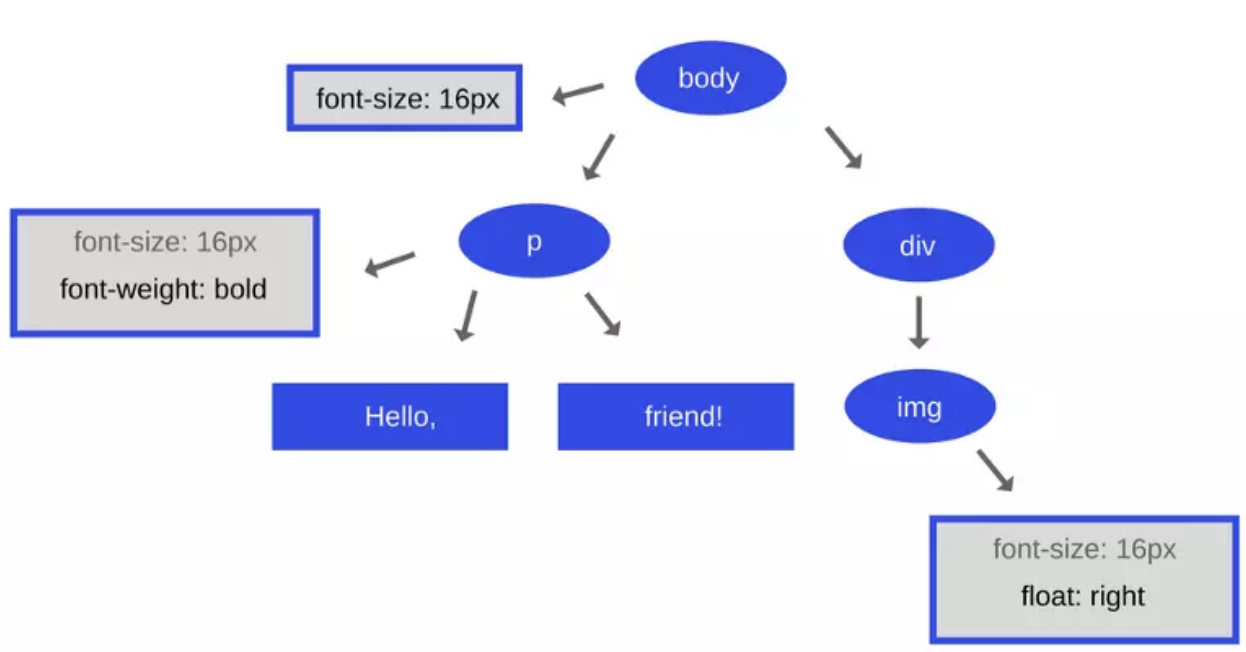 body
font-size: 16px
p
div
font-size: 16px
font-weight: bold
Hello,
friend!
img
font-size: 16px
float: right